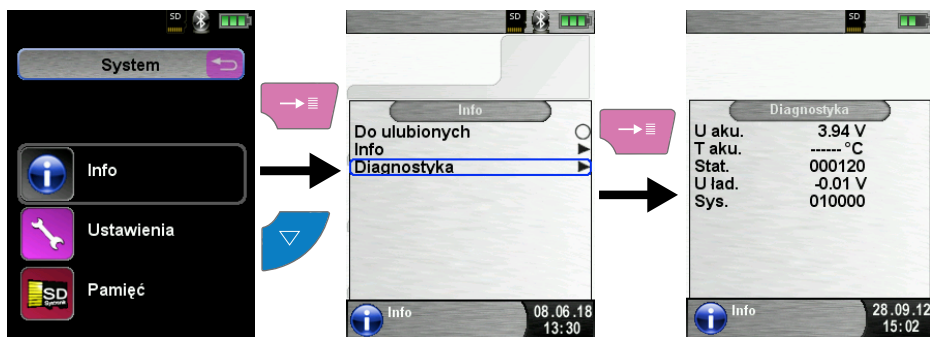 SD
System
Info
Ustawienia
Pamięć
SD
SD
Info
Do ulubionych
Info
Diagnostyka
Info
08.06.18
13:30
SD
Diagnostyka
U aku. 3.94 V
T aku. ------ °C
Stat. 000120
U ład. -0.01 V
Sys. 010000
Info
28.09.12
15:02